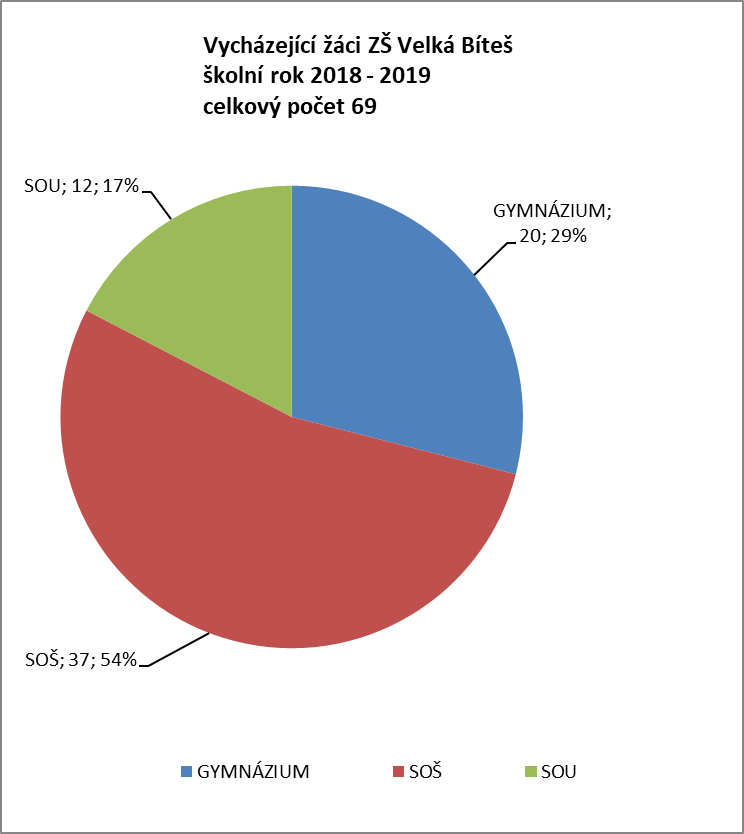 Vycházející žáci ZŠ Velká Bíteš
školní rok 2018 - 2019
celkový počet 69
SOU; 12; 17%
GYMNÁZIUM;
20; 29%
SOŠ; 37; 54%
GYMNÁZIUM
SOŠ
SOU